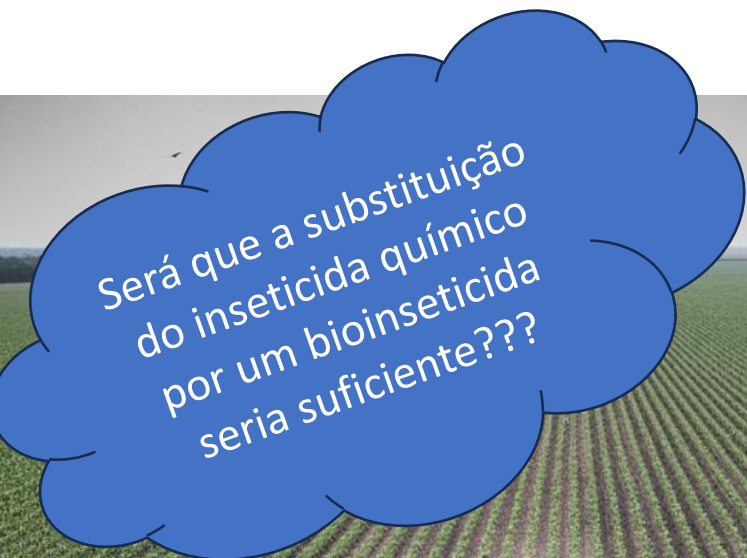 Será que a substituição
do inseticida químico
por um bioinseticida
seria suficiente???